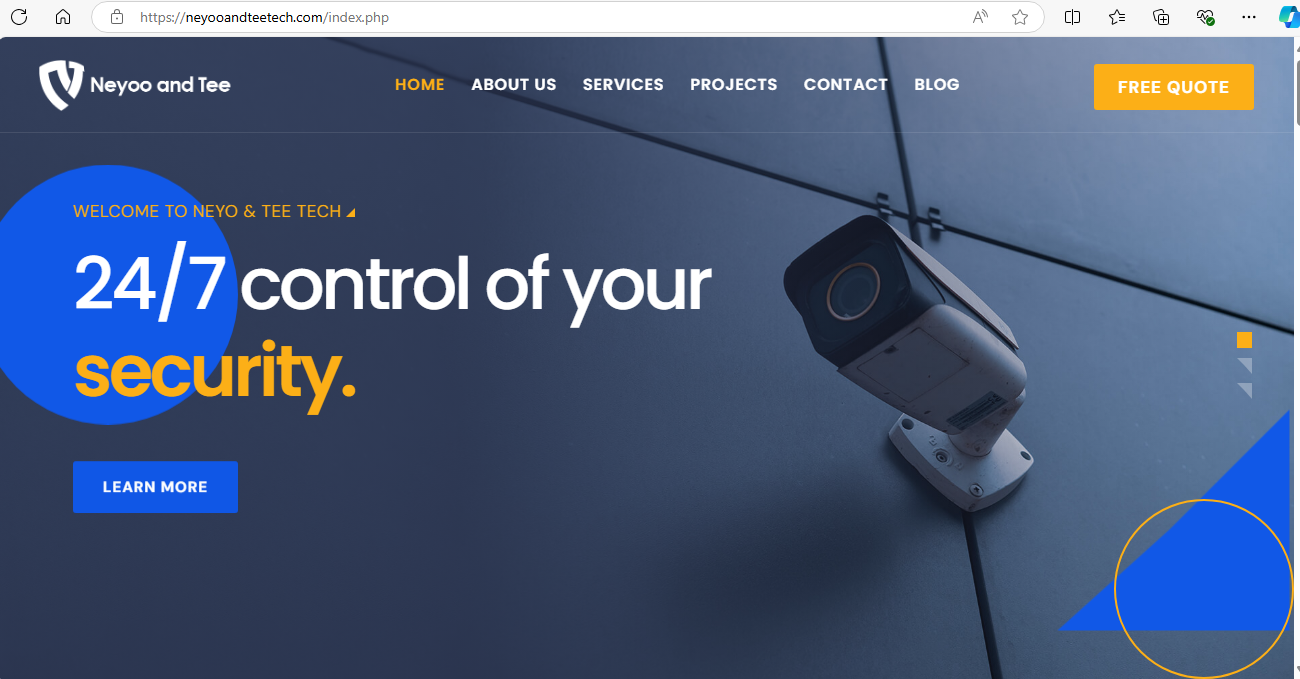 https://neyooandteetech.com/index.php
Neyoo and Tee
HOME ABOUT US SERVICES PROJECTS CONTACT BLOG
FREE QUOTE
WELCOME TO NEYO & TEE TECH
24/7 control of your
security.
LEARN MORE